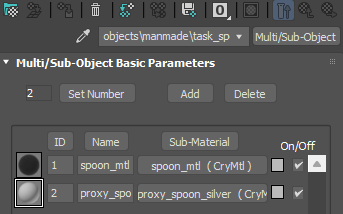 0
objects\manmade\task_sp Multi/Sub-Object
Multi/Sub-Object Basic Parameters
2 Set Number Add Delete
ID Name Sub-Material On/Off
1 spoon_mtl spoon_mtl ( CryMtl )
2 proxy_spo proxy_spoon_silver ( CryM